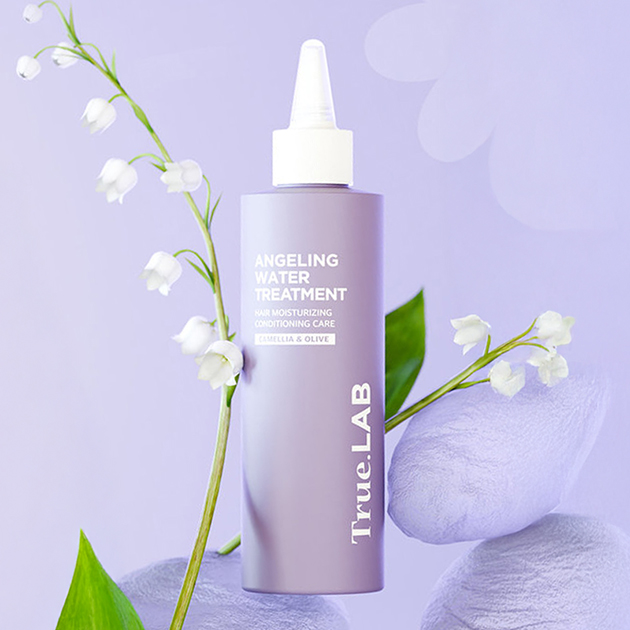 ANGELING
WATER
TREATMENT
HAIR MOISTURIZING
CONDITIONING CARE
CAMELLIA & OLIVE
True.LAB